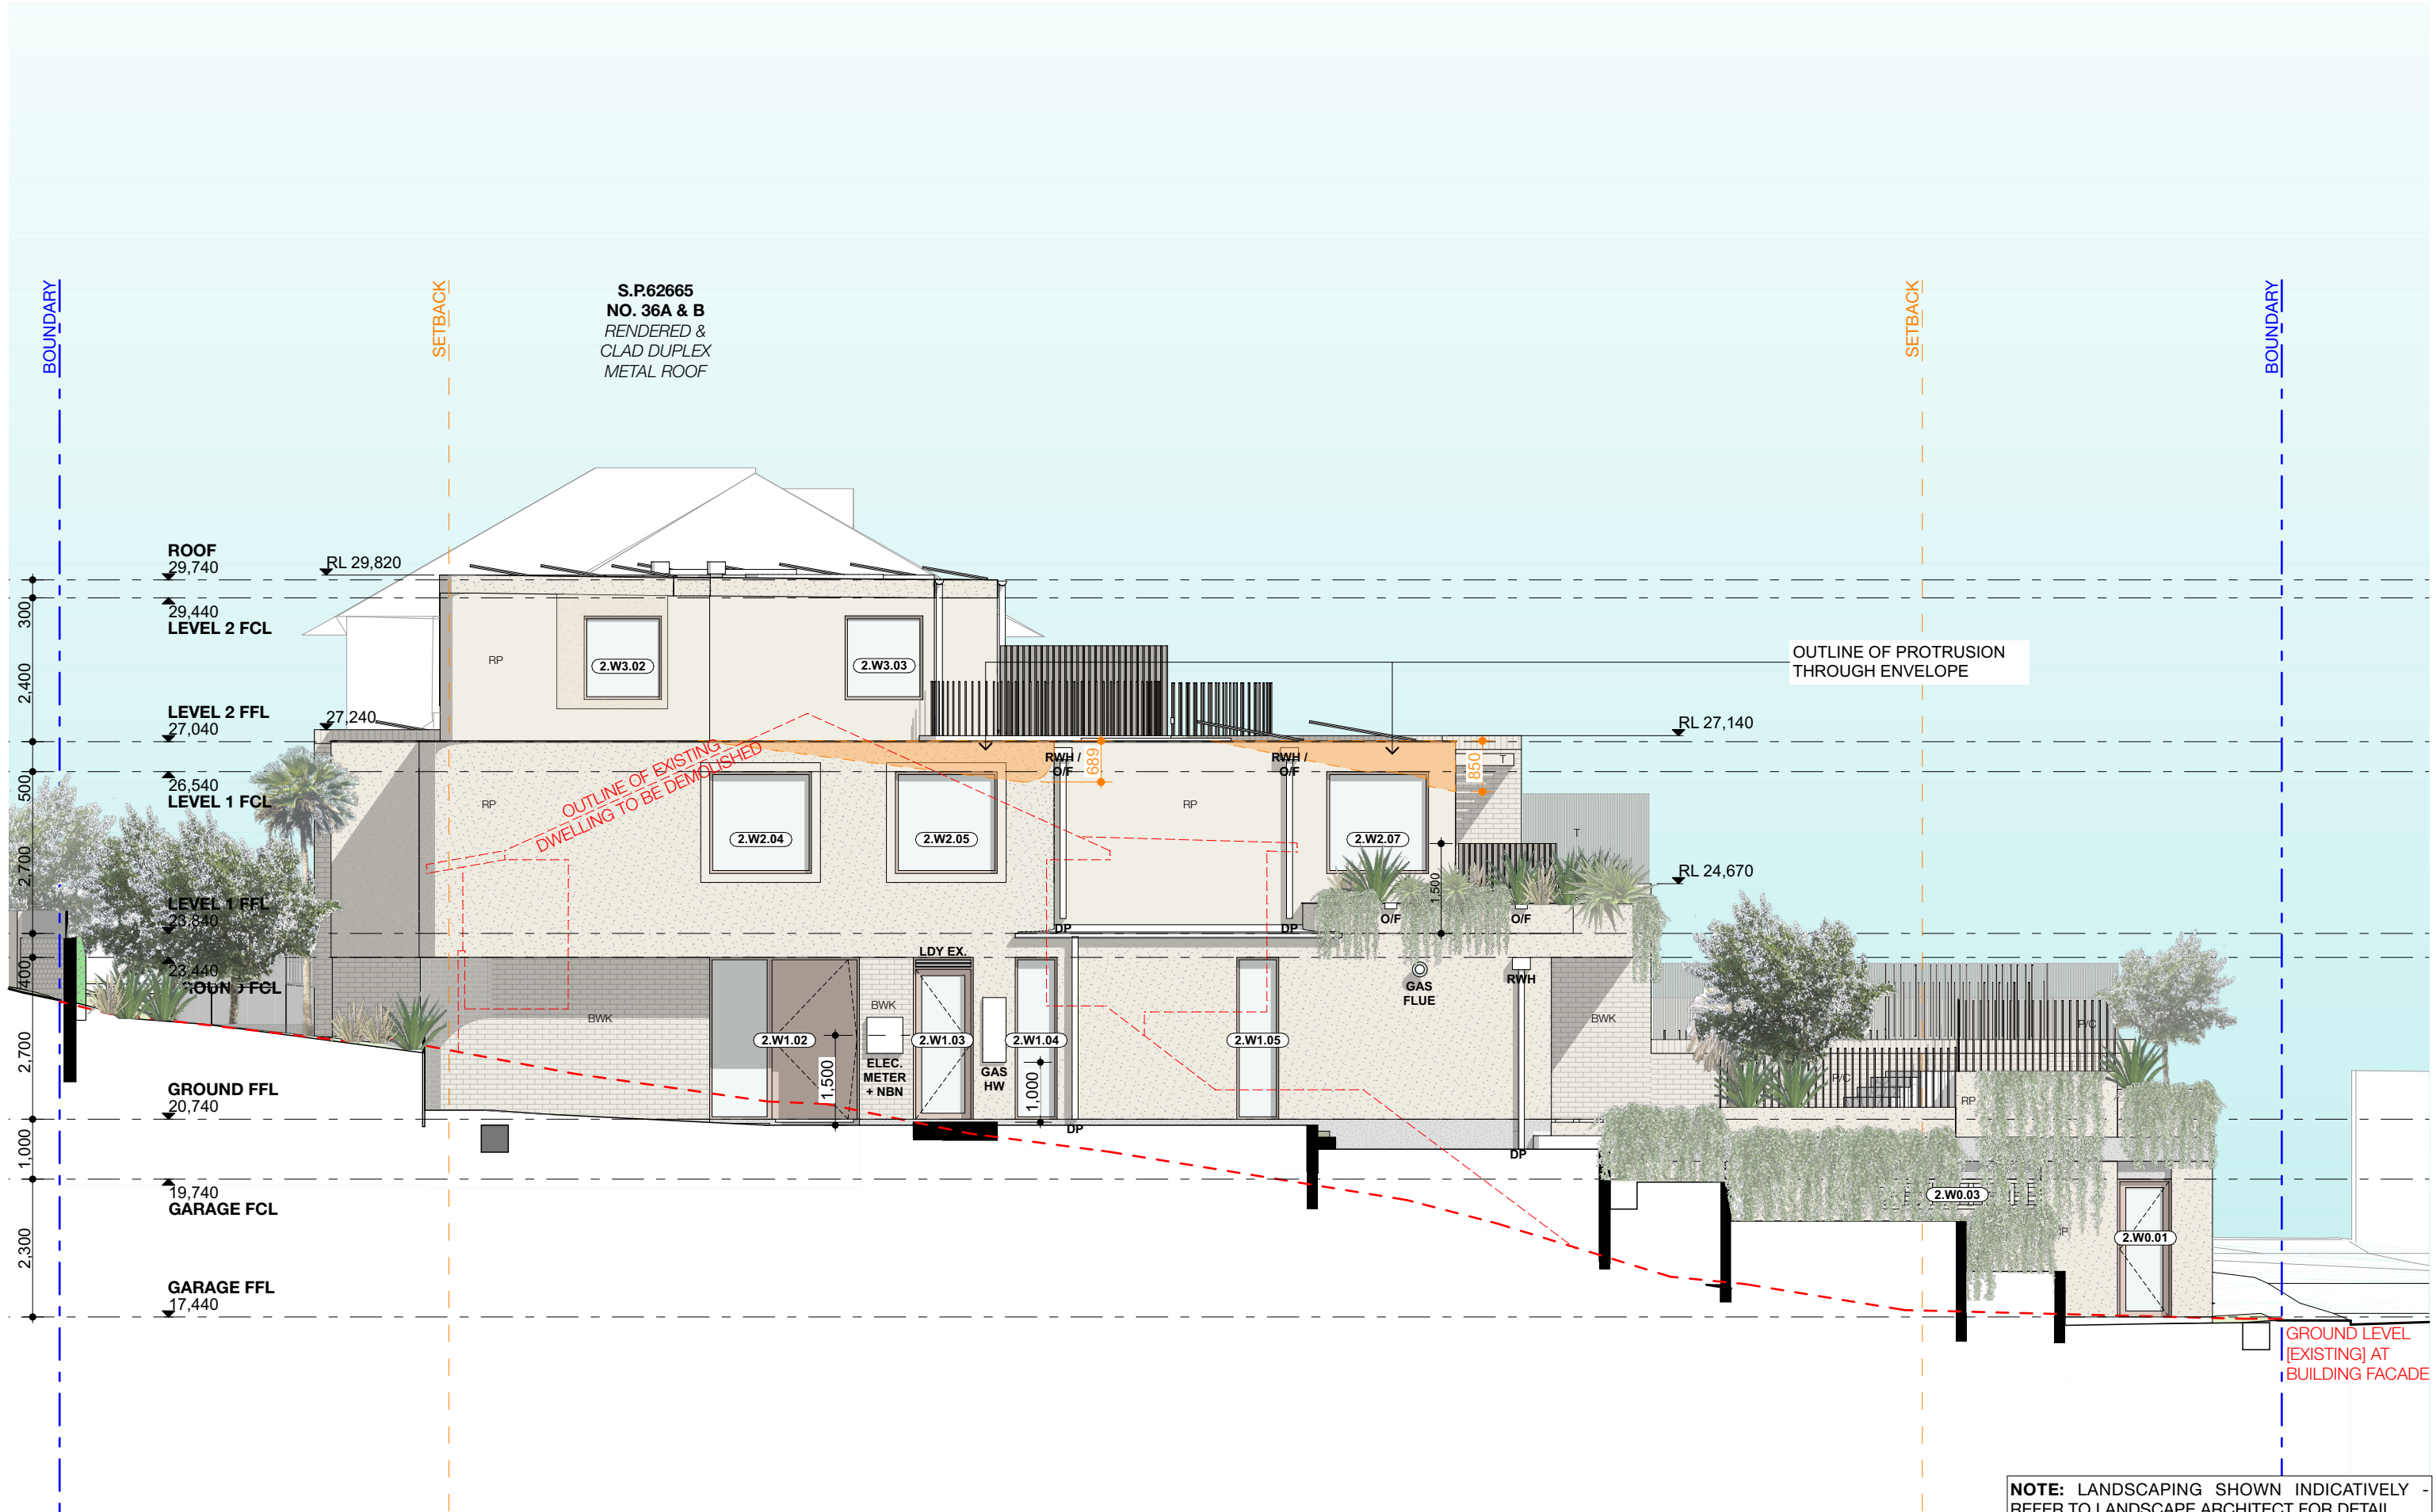 BOUNDARY
SETBACK
S.P.62665
NO. 36A & B
RENDERED &
CLAD DUPLEX
METAL ROOF
SETBACK
BOUNDARY
ROOF
29,740
RL 29,820
300
29,440
LEVEL 2 FCL
RP
2.W3.02
2.W3.03
OUTLINE OF PROTRUSION
THROUGH ENVELOPE
2,400
LEVEL 2 FFL
27,040
27,240
RL 27,140
OUTLINE OF EXISTING
DWELLING TO BE DEMOLISHED
RWH /
O/F
689
RWH /
O/F
850
T
500
26,540
LEVEL 1 FCL
RP
RP
2.W2.04
2.W2.05
2.W2.07
T
2,700
1,500
RL 24,670
LEVEL 1 FFL
23,840
O/F
O/F
DP
DP
400
23,440
LDY EX.
GAS
FLUE
RWH
BWK
BWK
BWK
P/C
2.W1.02
2.W1.03
2.W1.04
2.W1.05
2,700
1,500
ELEC.
METER
+ NBN
GAS
HW
1,000
P/C
RP
GROUND FFL
20,740
DP
DP
1,000
19,740
GARAGE FCL
2.W0.03
2.W0.01
2,300
GARAGE FFL
17,440
GROUND LEVEL
[EXISTING] AT
BUILDING FACADE
NOTE: LANDSCAPING SHOWN INDICATIVELY -
REFER TO LANDSCAPE ARCHITECT FOR DETAIL